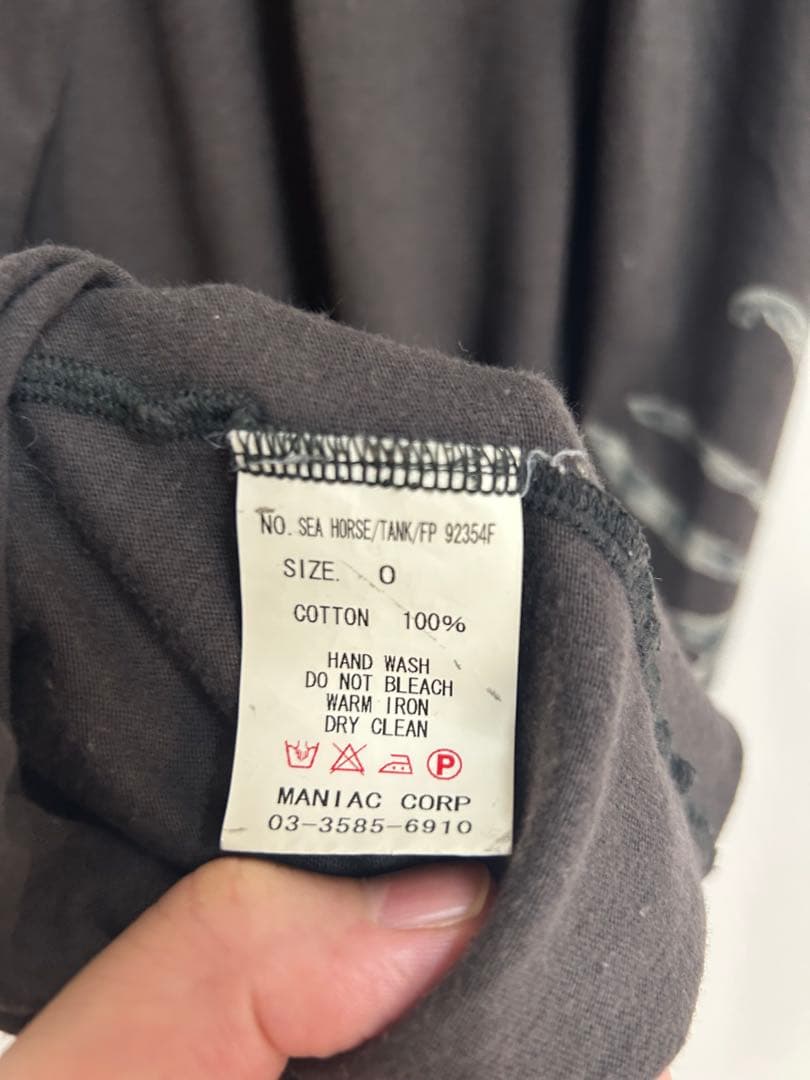 NO. SEA HORSE/TANK/FP 92354F
SIZE. 0
COTTON 100%
HAND WASH
DO NOT BLEACH
WARM IRON
DRY CLEAN
P
MANIAC CORP
03-3585-6910